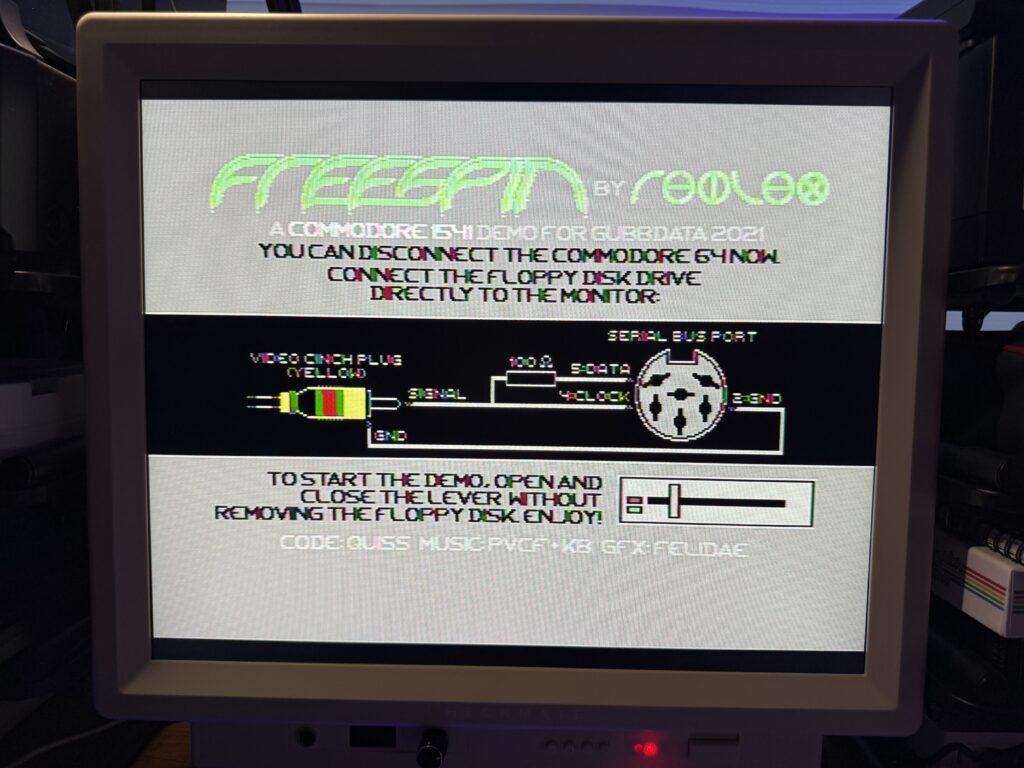 FREESPIN BY REFLEX
A COMMODORE 1541 DEMO FOR GUBBDATA 2021
YOU CAN DISCONNECT THE COMMODORE 64 NOW.
CONNECT THE FLOPPY DISK DRIVE
DIRECTLY TO THE MONITOR:
SERIAL BUS PORT
VIDEO CINCH PLUG
(YELLOW)
100 Ω
5:DATA
SIGNAL
4:CLOCK
2:GND
GND
TO START THE DEMO, OPEN AND
CLOSE THE LEVER WITHOUT
REMOVING THE FLOPPY DISK. ENJOY!
CODE:QUISS MUSIC:PVCF+KB GFX:FELIDAE